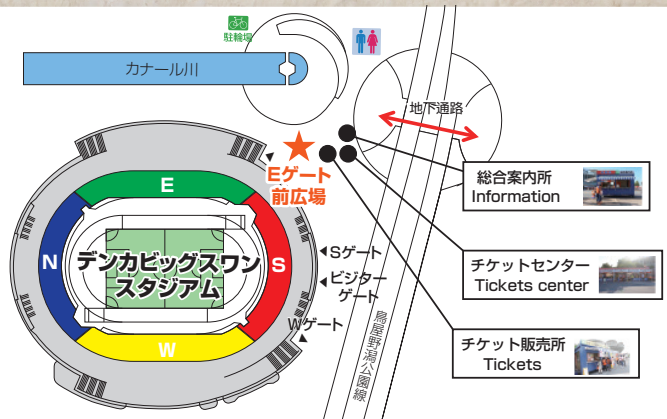 駐輪場
カナール川
地下通路
Eゲート
前広場
総合案内所
Information
E
N
デンカビッグスワン
スタジアム
S
Sゲート
ビジター
ゲート
チケットセンター
Tickets center
Wゲート
W
鳥屋野潟公園線
チケット販売所
Tickets